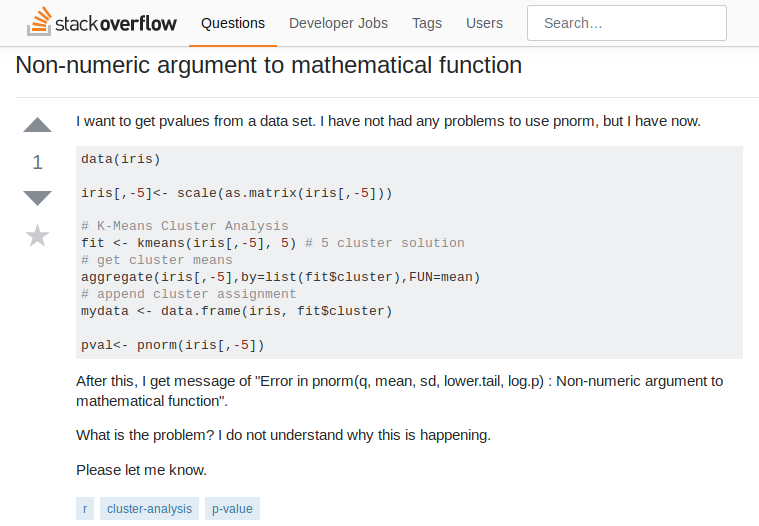 stackoverflow Questions Developer Jobs Tags Users Search…
Non-numeric argument to mathematical function
I want to get pvalues from a data set. I have not had any problems to use pnorm, but I have now.
1
data(iris)
iris[,-5]<- scale(as.matrix(iris[,-5]))
# K-Means Cluster Analysis
fit <- kmeans(iris[,-5], 5) # 5 cluster solution
# get cluster means
aggregate(iris[,-5],by=list(fit$cluster),FUN=mean)
# append cluster assignment
mydata <- data.frame(iris, fit$cluster)
pval<- pnorm(iris[,-5])
After this, I get message of "Error in pnorm(q, mean, sd, lower.tail, log.p) : Non-numeric argument to
mathematical function".
What is the problem? I do not understand why this is happening.
Please let me know.
r cluster-analysis p-value